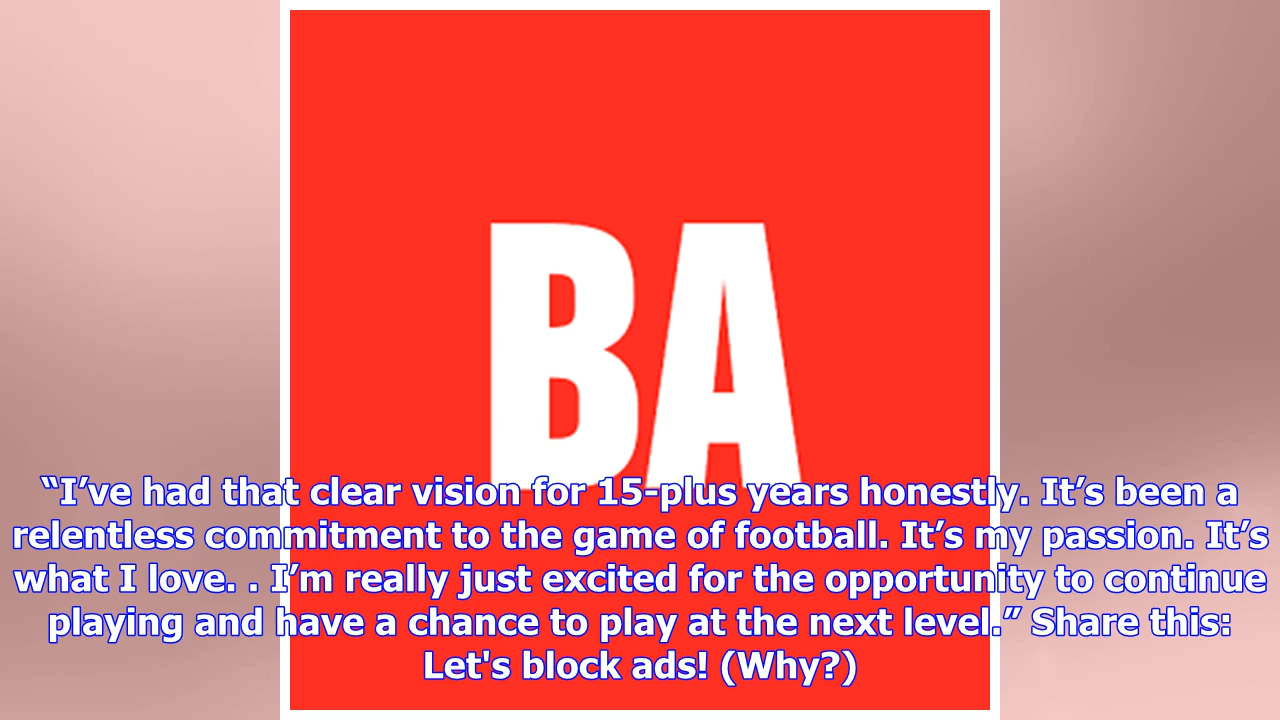 BA
“I’ve had that clear vision for 15-plus years honestly. It’s been a
relentless commitment to the game of football. It’s my passion. It’s
what I love. . I’m really just excited for the opportunity to continue
playing and have a chance to play at the next level.” Share this:
Let's block ads! (Why?)